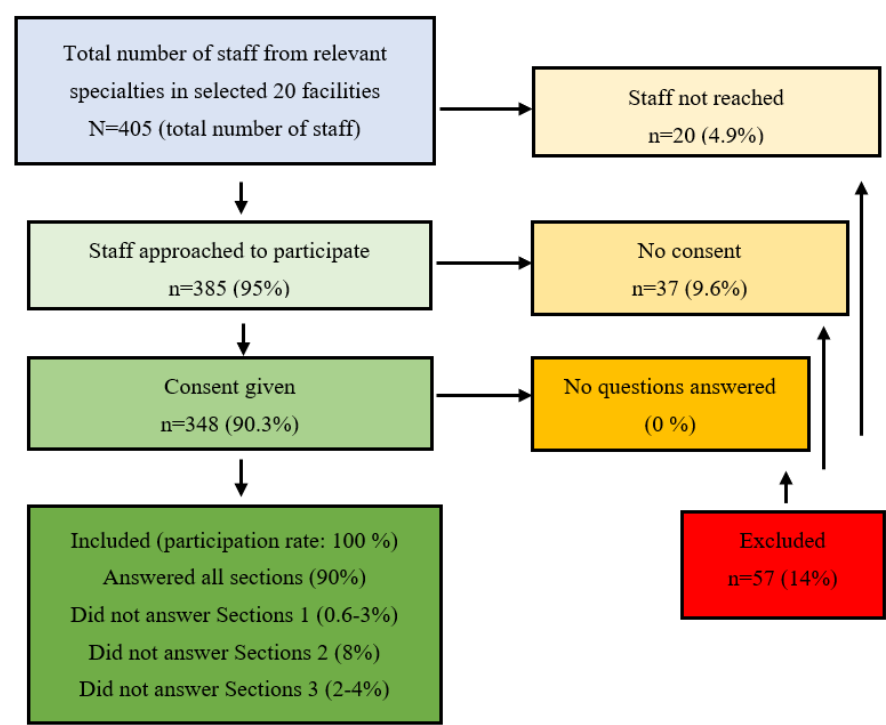 Total number of staff from relevant
specialties in selected 20 facilities
N=405 (total number of staff)
Staff not reached
n=20 (4.9%)
Staff approached to participate
n=385 (95%)
No consent
n=37 (9.6%)
Consent given
n=348 (90.3%)
No questions answered
(0 %)
Included (participation rate: 100 %)
Answered all sections (90%)
Did not answer Sections 1 (0.6-3%)
Did not answer Sections 2 (8%)
Did not answer Sections 3 (2-4%)
Excluded
n=57 (14%)